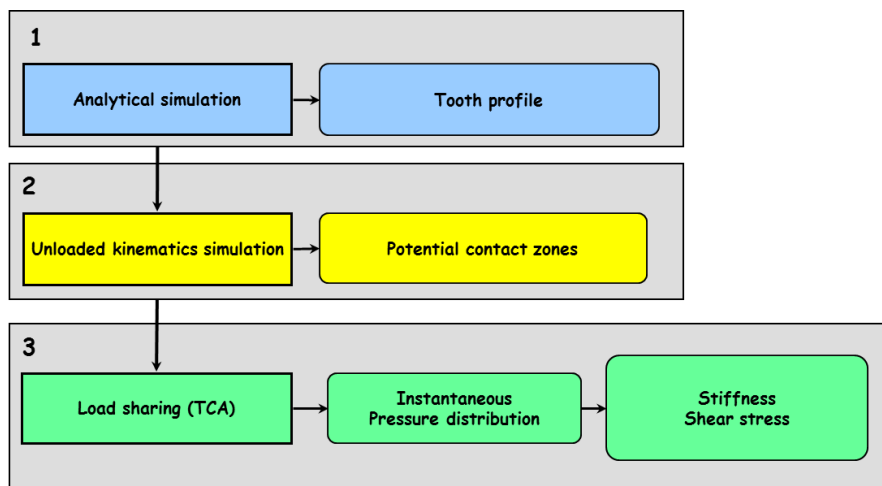 1
Analytical simulation
Tooth profile
2
Unloaded kinematics simulation
Potential contact zones
3
Load sharing (TCA)
Instantaneous
Pressure distribution
Stiffness
Shear stress